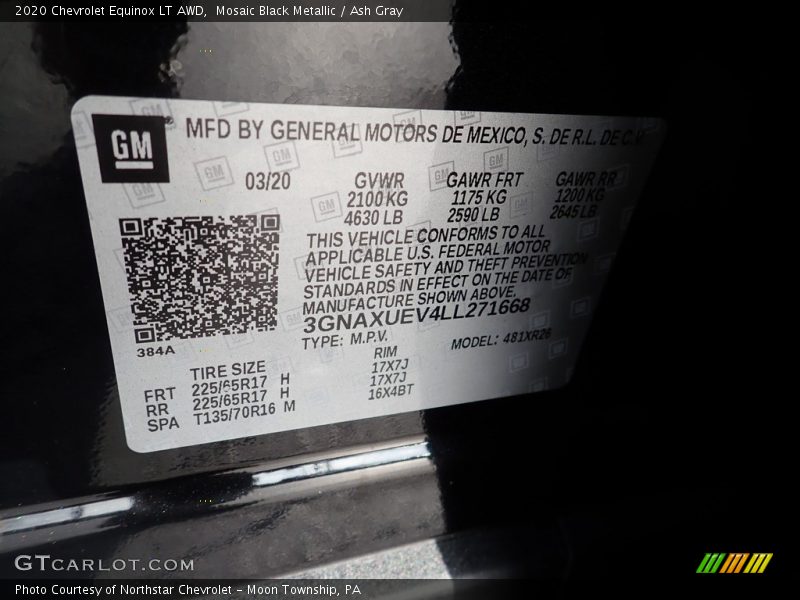 2020 Chevrolet Equinox LT AWD, Mosaic Black Metallic / Ash Gray
GM
MFD BY GENERAL MOTORS DE MEXICO, S. DE R.L. DE C.V.
03/20
GVWR
2100 KG
4630 LB
GAWR FRT
1175 KG
2590 LB
GAWR RR
1200 KG
2645 LB
THIS VEHICLE CONFORMS TO ALL
APPLICABLE U.S. FEDERAL MOTOR
VEHICLE SAFETY AND THEFT PREVENTION
STANDARDS IN EFFECT ON THE DATE OF
MANUFACTURE SHOWN ABOVE.
3GNAXUEV4LL271668
TYPE: M.P.V. MODEL: 481XR26
384A
TIRE SIZE RIM
FRT 225/65R17 H 17X7J
RR 225/65R17 H 17X7J
SPA T135/70R16 M 16X4BT
GTCARLOT.COM
Photo Courtesy of Northstar Chevrolet - Moon Township, PA